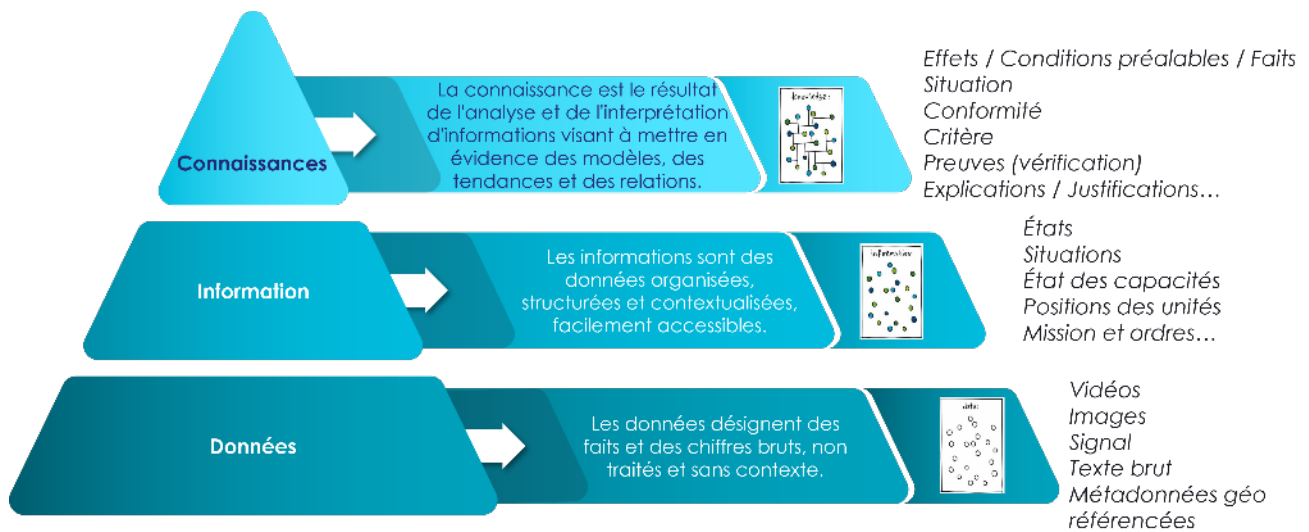 Connaissances
La connaissance est le résultat
de l'analyse et de l'interprétation
d'informations visant à mettre en
évidence des modèles, des
tendances et des relations.
knowledge
Effets / Conditions préalables / Faits
Situation
Conformité
Critère
Preuves (vérification)
Explications / Justifications…
Information
Les informations sont des
données organisées,
structurées et contextualisées,
facilement accessibles.
information
États
Situations
État des capacités
Positions des unités
Mission et ordres…
Données
Les données désignent des
faits et des chiffres bruts, non
traités et sans contexte.
data
Vidéos
Images
Signal
Texte brut
Métadonnées géo
référencées